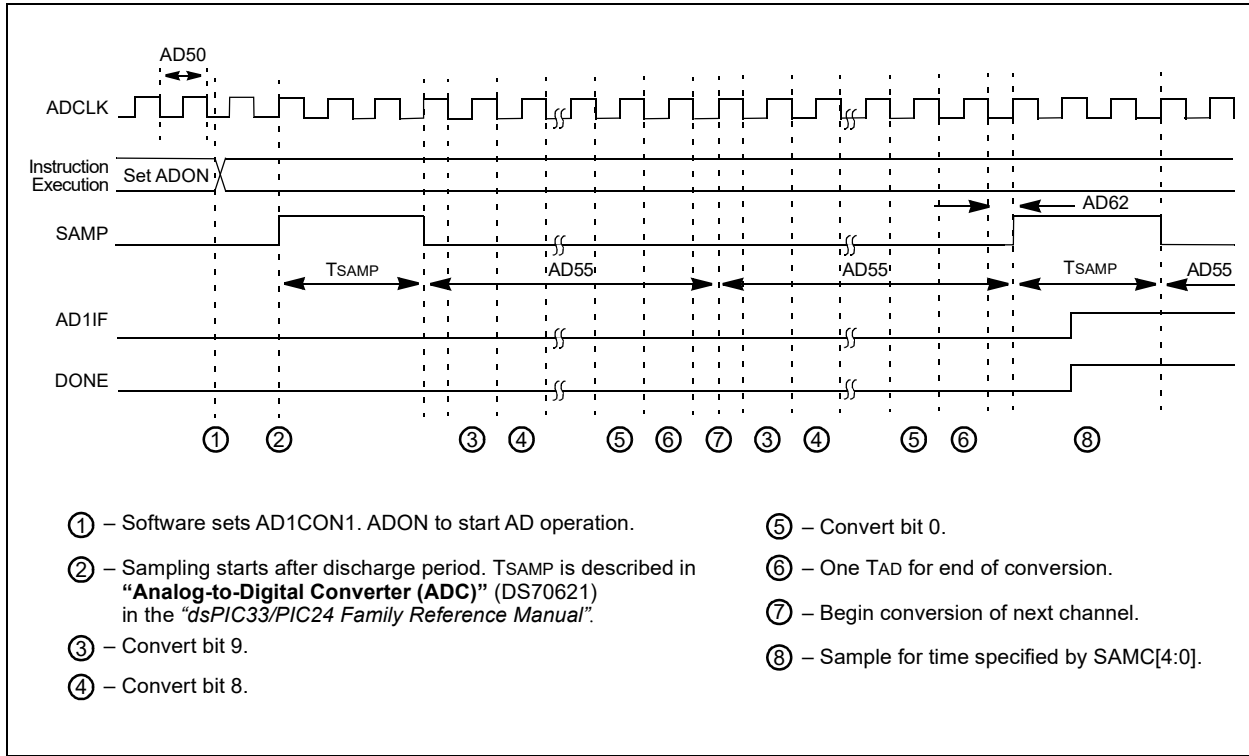 AD50
ADCLK
Instruction
Execution
Set ADON
AD62
SAMP
TSAMP
AD55
AD55
TSAMP
AD55
AD1IF
DONE
1
2
3
4
5
6
7
3
4
5
6
8
1 – Software sets AD1CON1. ADON to start AD operation.
2 – Sampling starts after discharge period. TSAMP is described in
“Analog-to-Digital Converter (ADC)” (DS70621)
in the “dsPIC33/PIC24 Family Reference Manual”.
3 – Convert bit 9.
4 – Convert bit 8.
5 – Convert bit 0.
6 – One TAD for end of conversion.
7 – Begin conversion of next channel.
8 – Sample for time specified by SAMC[4:0].